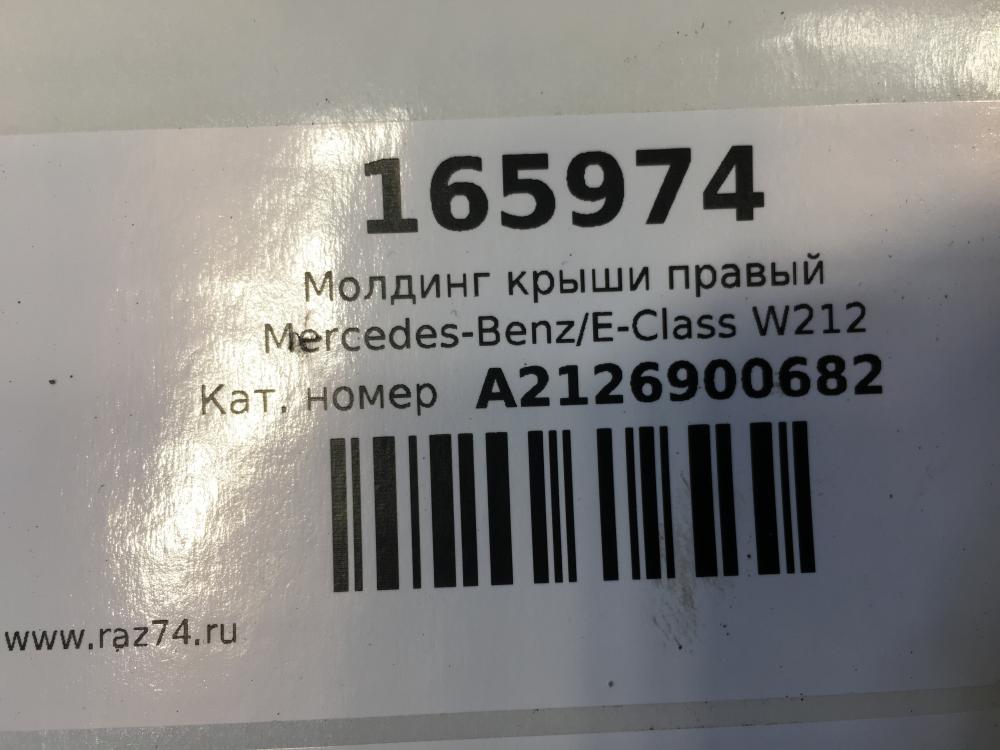 165974
Молдинг крыши правый
Mercedes-Benz/E-Class W212
Кат. номер A2126900682
www.raz74.ru